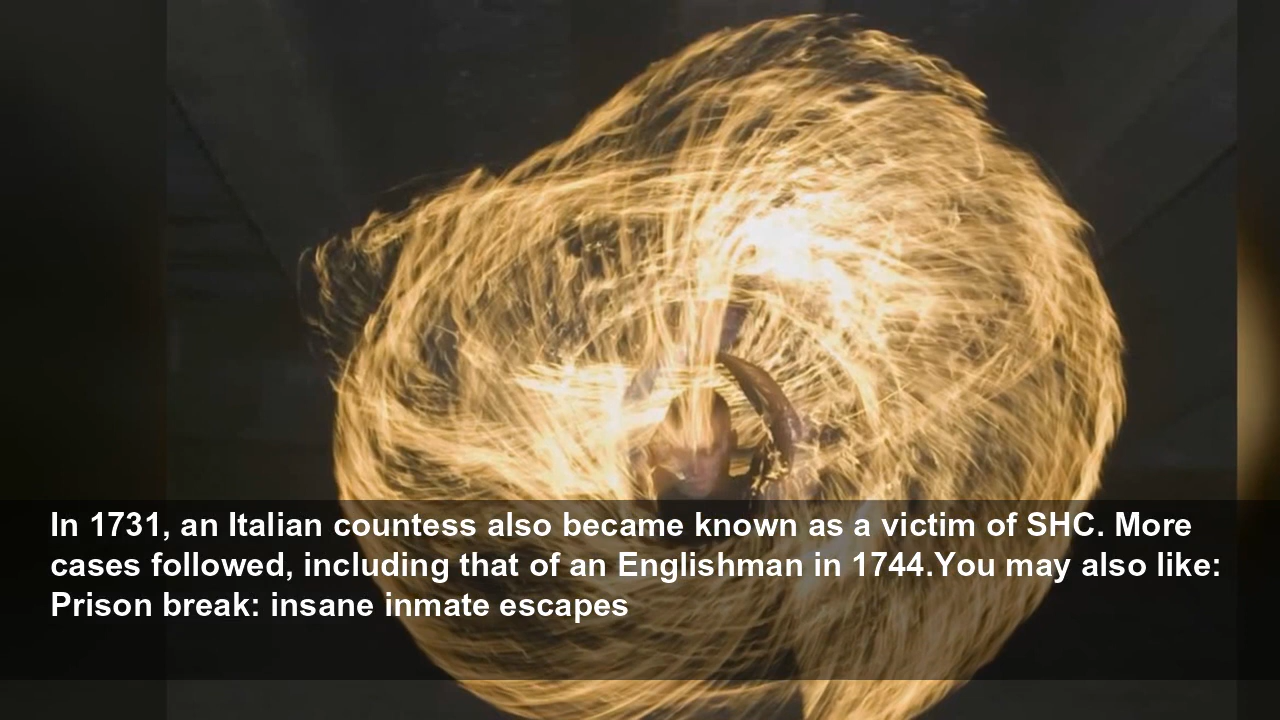 In 1731, an Italian countess also became known as a victim of SHC. More
cases followed, including that of an Englishman in 1744.You may also like:
Prison break: insane inmate escapes